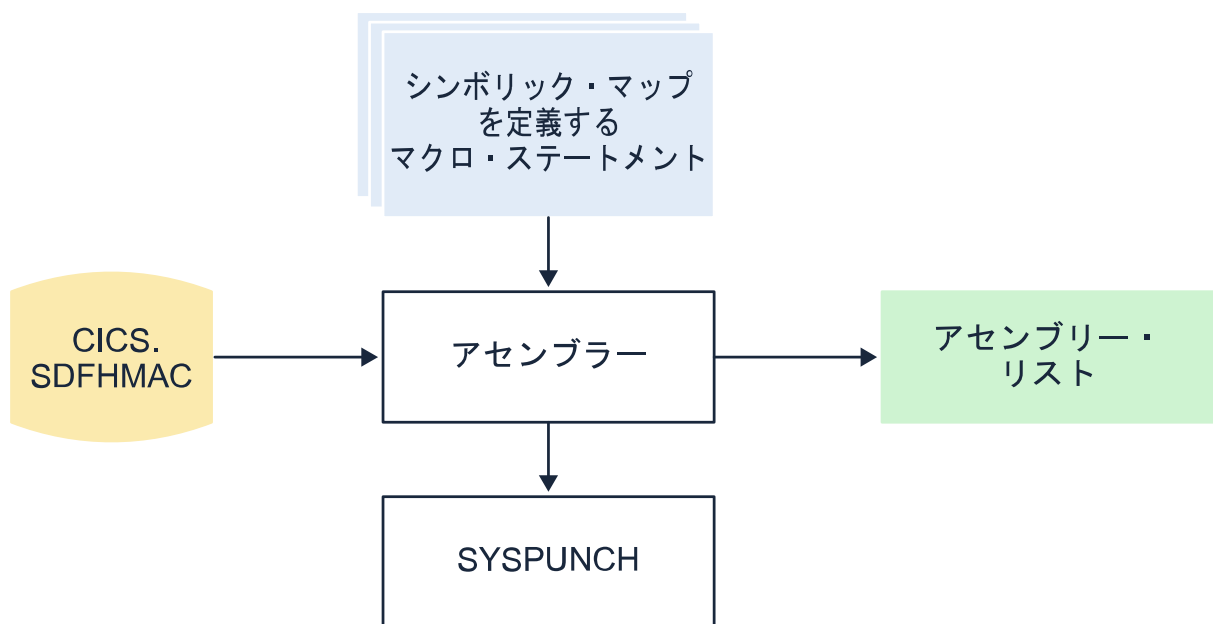 シンボリック・マップ
を定義する
マクロ・ステートメント
CICS.
SDFHMAC
アセンブラー
アセンブリー・
リスト
SYSPUNCH